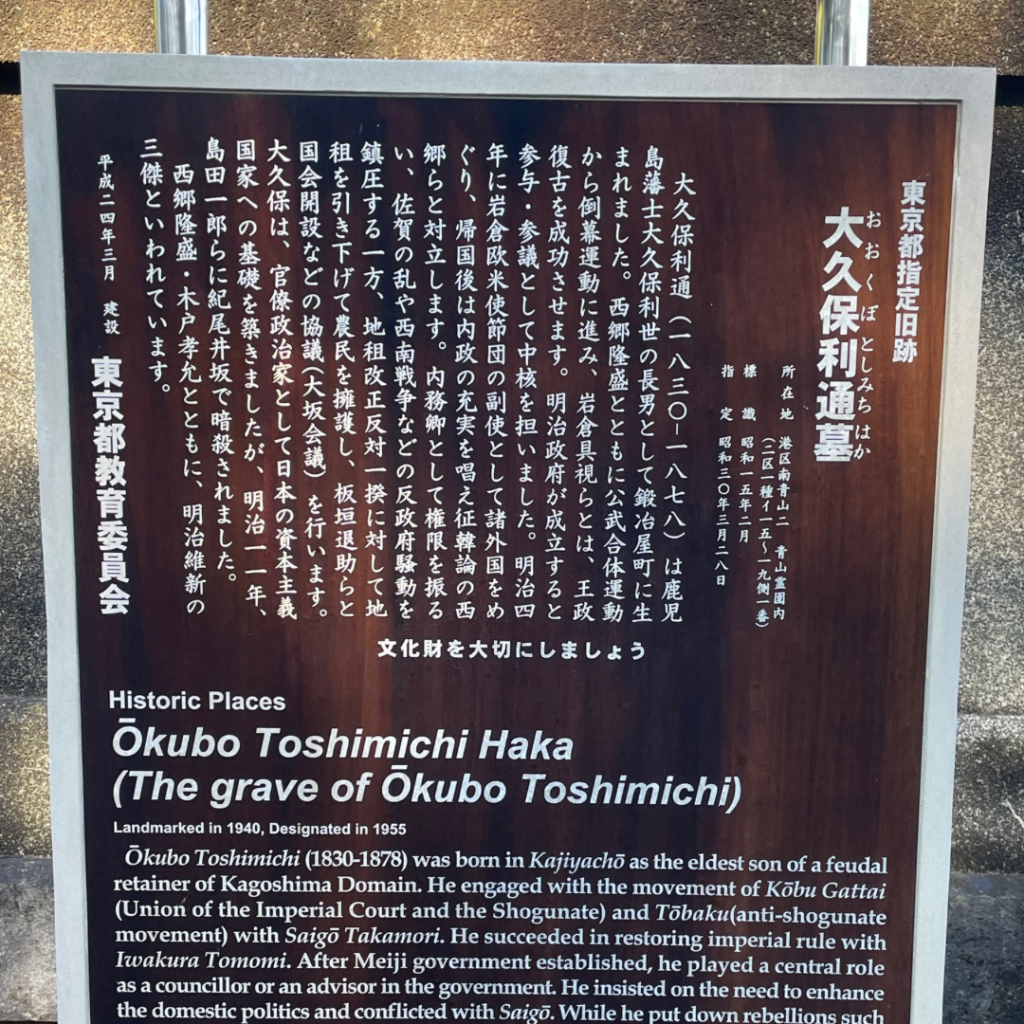 東京都指定旧跡
大久保利通墓
おおくぼとしみちはか
所在地 港区南青山二 青山霊園内
(二区一種イ一五~一九側一番)
標識 昭和一五年二月
指定 昭和三〇年三月二八日
大久保利通(一八三〇-一八七八)は鹿児
島藩士大久保利世の長男として鍛冶屋町に生
まれました。西郷隆盛とともに公武合体運動
から倒幕運動に進み、岩倉具視らとは、王政
復古を成功させます。明治政府が成立すると
参与・参議として中核を担いました。明治四
年に岩倉欧米使節団の副使として諸外国をめ
ぐり、帰国後は内政の充実を唱え征韓論の西
郷らと対立します。内務卿として権限を振る
い、佐賀の乱や西南戦争などの反政府騒動を
鎮圧する一方、地租改正反対一揆に対して地
租を引き下げて農民を擁護し、板垣退助らと
国会開設などの協議(大坂会議)を行います。
大久保は、官僚政治家として日本の資本主義
国家への基礎を築きましたが、明治一一年、
島田一郎らに紀尾井坂で暗殺されました。
西郷隆盛・木戸孝允とともに、明治維新の
三傑といわれています。
平成二四年三月 建設
東京都教育委員会
文化財を大切にしましょう
Historic Places
Ōkubo Toshimichi Haka
(The grave of Ōkubo Toshimichi)
Landmarked in 1940, Designated in 1955
Ōkubo Toshimichi (1830-1878) was born in Kajiyachō as the eldest son of a feudal
retainer of Kagoshima Domain. He engaged with the movement of Kōbu Gattai
(Union of the Imperial Court and the Shogunate) and Tōbaku(anti-shogunate
movement) with Saigō Takamori. He succeeded in restoring imperial rule with
Iwakura Tomomi. After Meiji government established, he played a central role
as a councillor or an advisor in the government. He insisted on the need to enhance
the domestic politics and conflicted with Saigō. While he put down rebellions such